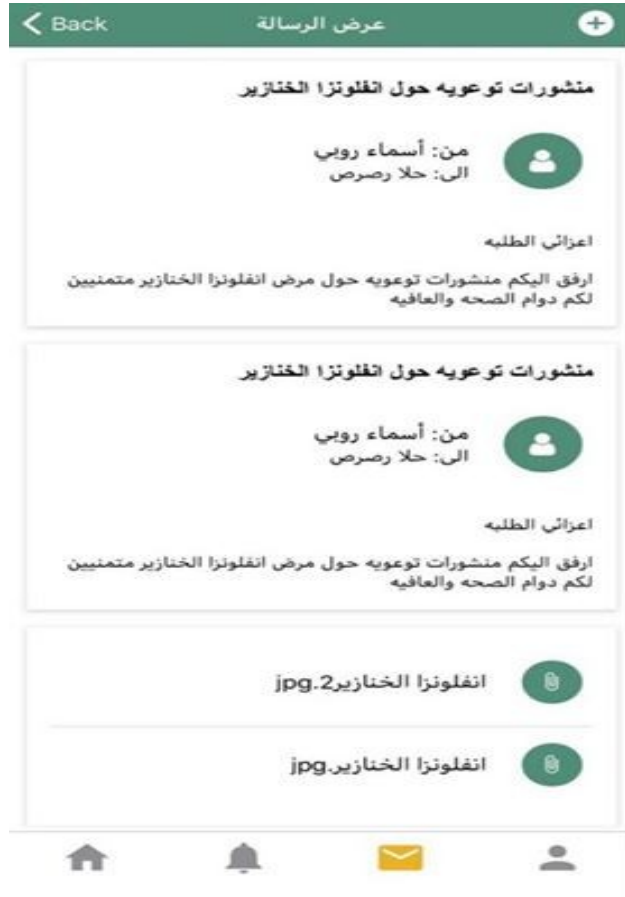 Back
عرض الرسالة
منشورات توعويه حول انفلونزا الخنازير
من: أسماء روبي
الى: حلا رصرص
اعزائي الطلبه
ارفق اليكم منشورات توعويه حول مرض انفلونزا الخنازير متمنيين
لكم دوام الصحه والعافيه
منشورات توعويه حول انفلونزا الخنازير
من: أسماء روبي
الى: حلا رصرص
اعزائي الطلبه
ارفق اليكم منشورات توعويه حول مرض انفلونزا الخنازير متمنيين
لكم دوام الصحه والعافيه
انفلونزا الخنازير2.jpg
انفلونزا الخنازير.jpg